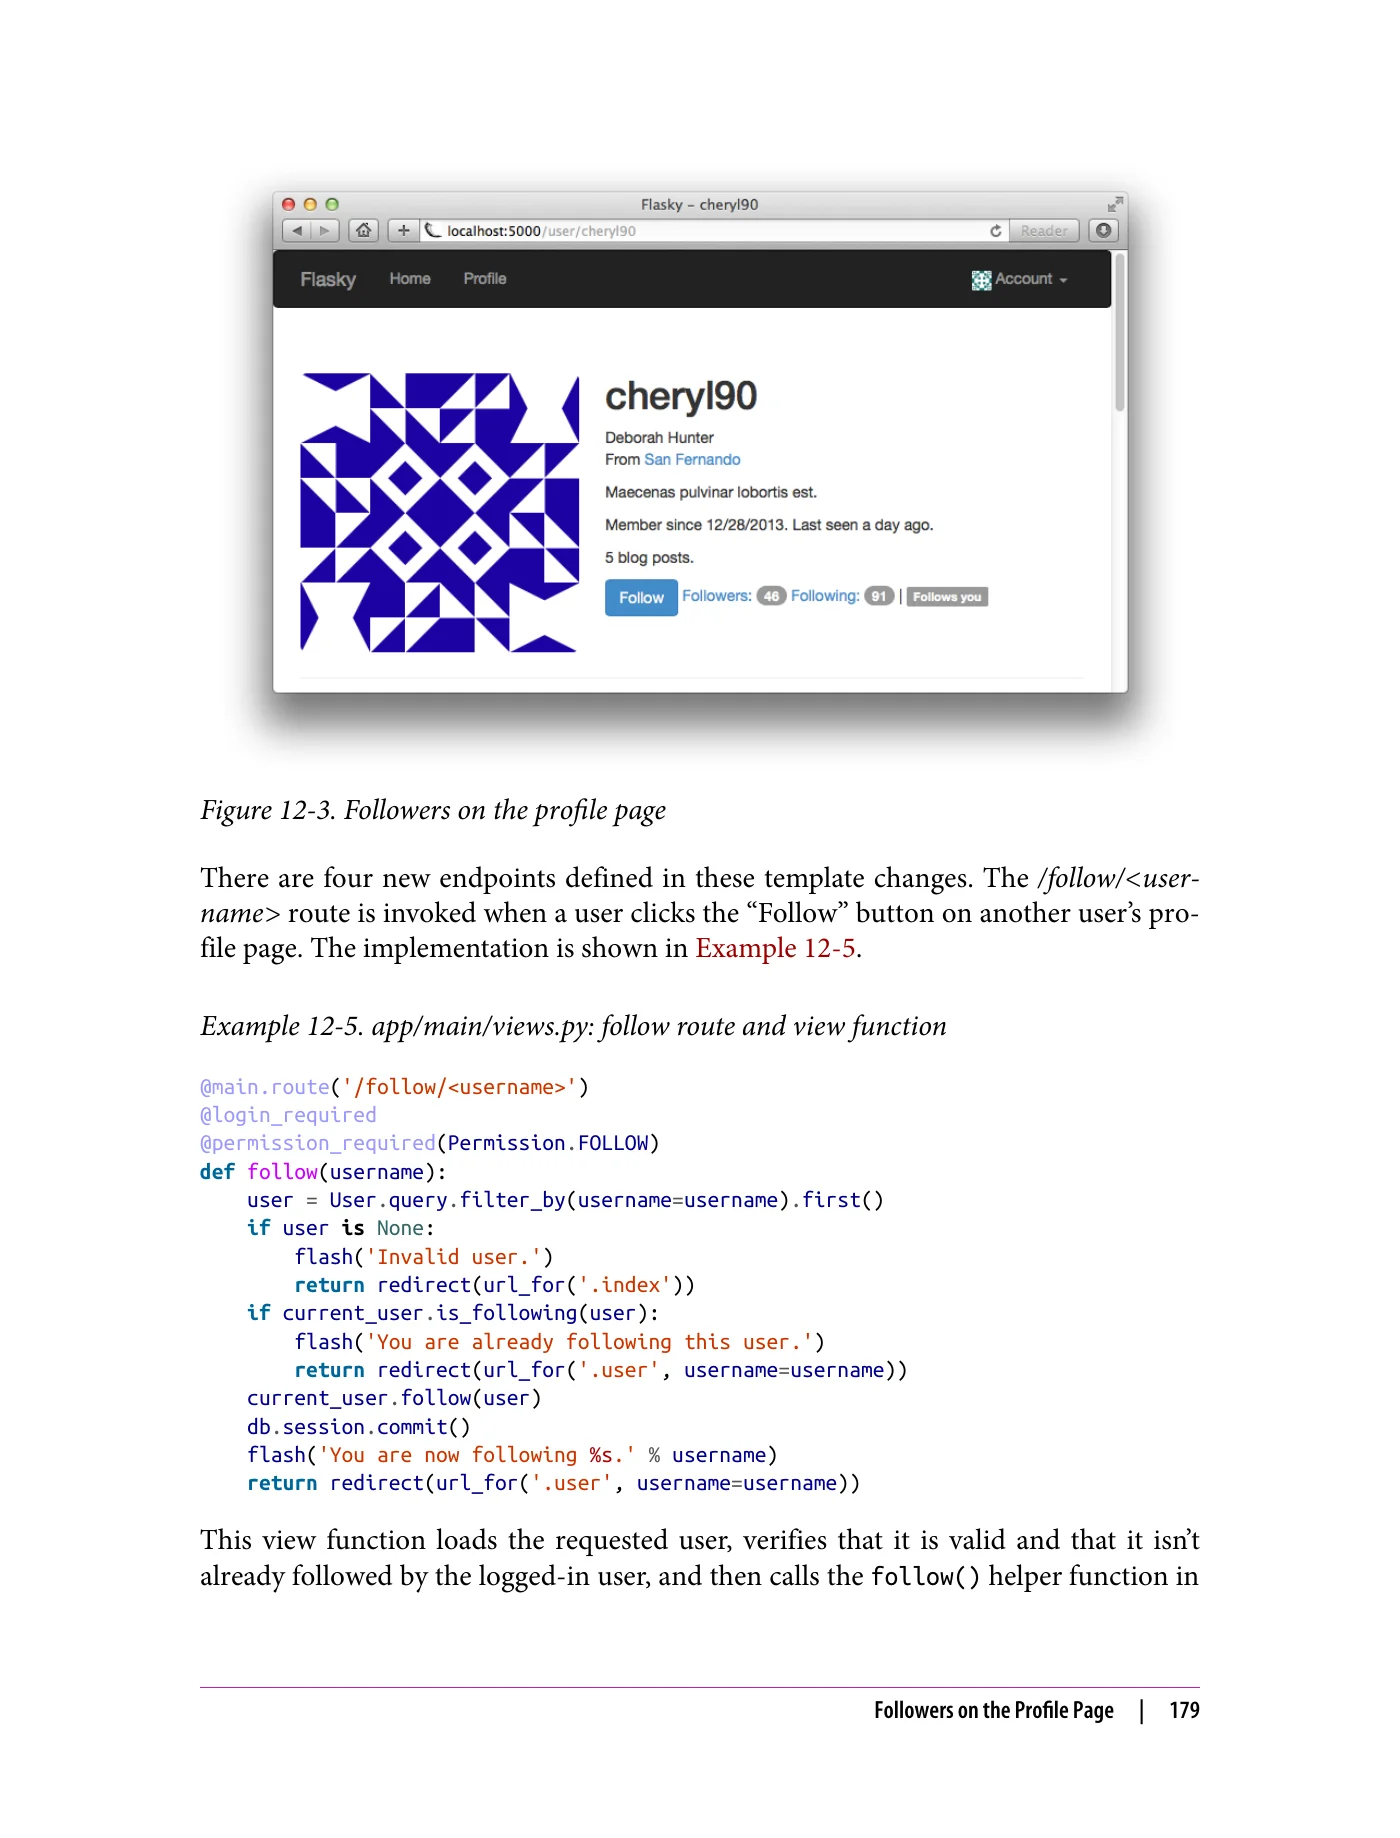 Flasky – cheryl90
localhost:5000/user/cheryl90
Reader
Flasky Home Profile Account
cheryl90
Deborah Hunter
From San Fernando
Maecenas pulvinar lobortis est.
Member since 12/28/2013. Last seen a day ago.
5 blog posts.
Follow Followers: 46 Following: 91 | Follows you
Figure 12-3. Followers on the profile page
There are four new endpoints defined in these template changes. The /follow/<user-
name> route is invoked when a user clicks the “Follow” button on another user’s pro-
file page. The implementation is shown in Example 12-5.
Example 12-5. app/main/views.py: follow route and view function
@main.route('/follow/<username>')
@login_required
@permission_required(Permission.FOLLOW)
def follow(username):
    user = User.query.filter_by(username=username).first()
    if user is None:
        flash('Invalid user.')
        return redirect(url_for('.index'))
    if current_user.is_following(user):
        flash('You are already following this user.')
        return redirect(url_for('.user', username=username))
    current_user.follow(user)
    db.session.commit()
    flash('You are now following %s.' % username)
    return redirect(url_for('.user', username=username))
This view function loads the requested user, verifies that it is valid and that it isn’t
already followed by the logged-in user, and then calls the follow() helper function in
Followers on the Profile Page | 179